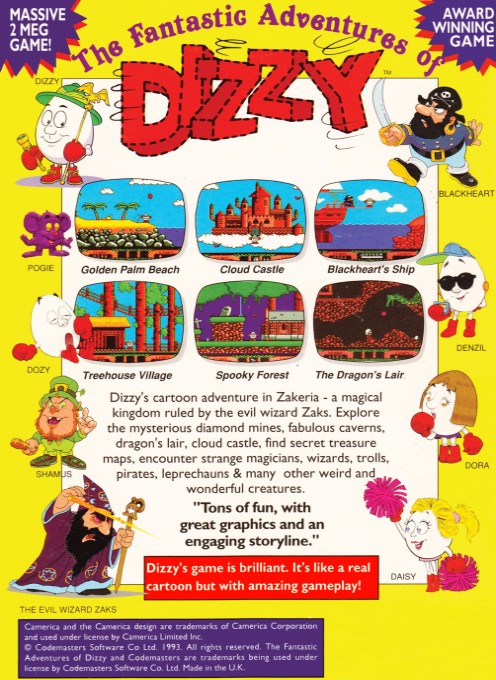 MASSIVE
2 MEG
GAME!
The Fantastic Adventures of
DIZZY
TM
AWARD
WINNING
GAME
DIZZY
BLACKHEART
POGIE
Golden Palm Beach
Cloud Castle
Blackheart's Ship
DENZIL
DOZY
Treehouse Village
Spooky Forest
The Dragon's Lair
Dizzy's cartoon adventure in Zakeria - a magical
kingdom ruled by the evil wizard Zaks. Explore
the mysterious diamond mines, fabulous caverns,
dragon's lair, cloud castle, find secret treasure
maps, encounter strange magicians, wizards, trolls,
pirates, leprechauns & many other weird and
wonderful creatures.
SHAMUS
DORA
"Tons of fun, with
great graphics and an
engaging storyline."
Dizzy's game is brilliant. It's like a real
cartoon but with amazing gameplay!
DAISY
THE EVIL WIZARD ZAKS
Camerica and the Camerica design are trademarks of Camerica Corporation
and used under license by Camerica Limited Inc.
© Codemasters Software Co Ltd. 1993. All rights reserved. The Fantastic
Adventures of Dizzy and Codemasters are trademarks being used under
license by Codemasters Software Co. Ltd. Made in the U.K.